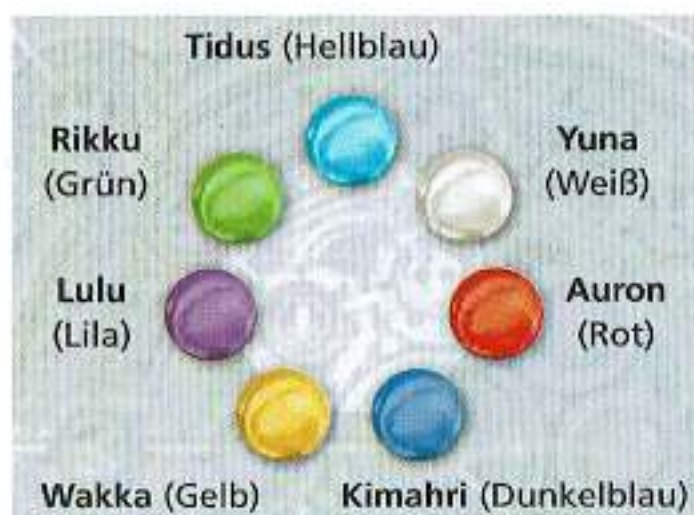 Tidus (Hellblau)
Rikku
(Grün)
Yuna
(Weiß)
Lulu
(Lila)
Auron
(Rot)
Wakka (Gelb)
Kimahri (Dunkelblau)